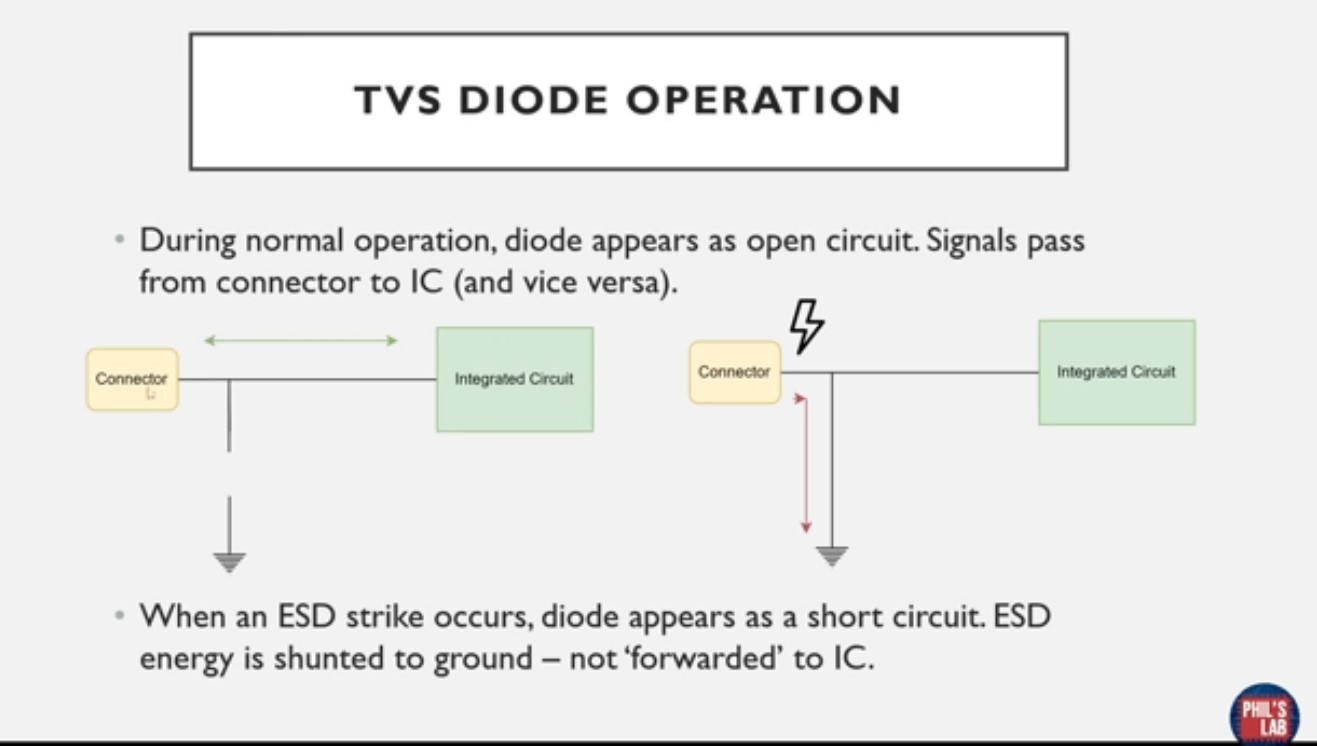 TVS DIODE OPERATION
During normal operation, diode appears as open circuit. Signals pass
from connector to IC (and vice versa).
Connector
Integrated Circuit
Connector
Integrated Circuit
When an ESD strike occurs, diode appears as a short circuit. ESD
energy is shunted to ground – not ‘forwarded’ to IC.
PHIL'S
LAB